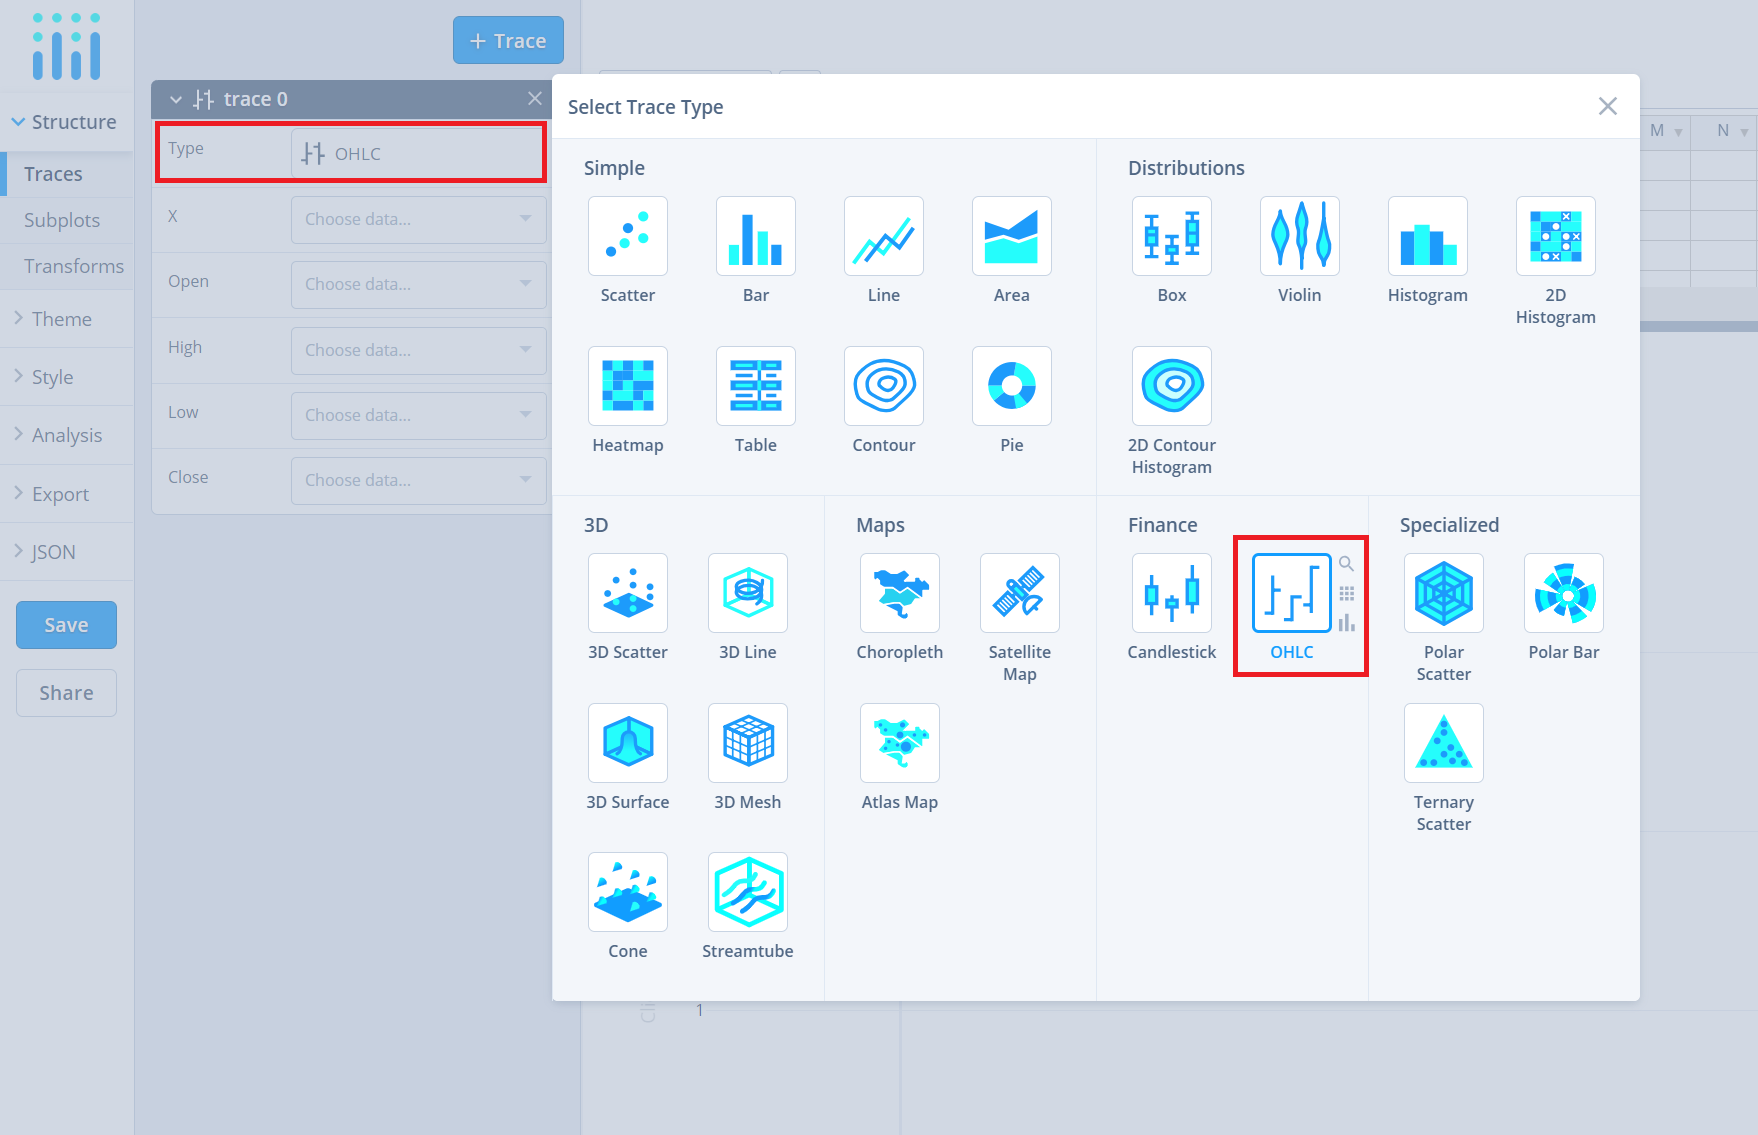 + Trace
trace 0
Type
OHLC
X
Choose data...
Open
Choose data...
High
Choose data...
Low
Choose data...
Close
Choose data...
Structure
Traces
Subplots
Transforms
Theme
Style
Analysis
Export
JSON
Save
Share
Select Trace Type
Simple
Scatter
Bar
Line
Area
Heatmap
Table
Contour
Pie
Distributions
Box
Violin
Histogram
2D
Histogram
2D Contour
Histogram
3D
3D Scatter
3D Line
3D Surface
3D Mesh
Cone
Streamtube
Maps
Choropleth
Satellite
Map
Atlas Map
Finance
Candlestick
OHLC
Specialized
Polar
Scatter
Polar Bar
Ternary
Scatter
M
N
1